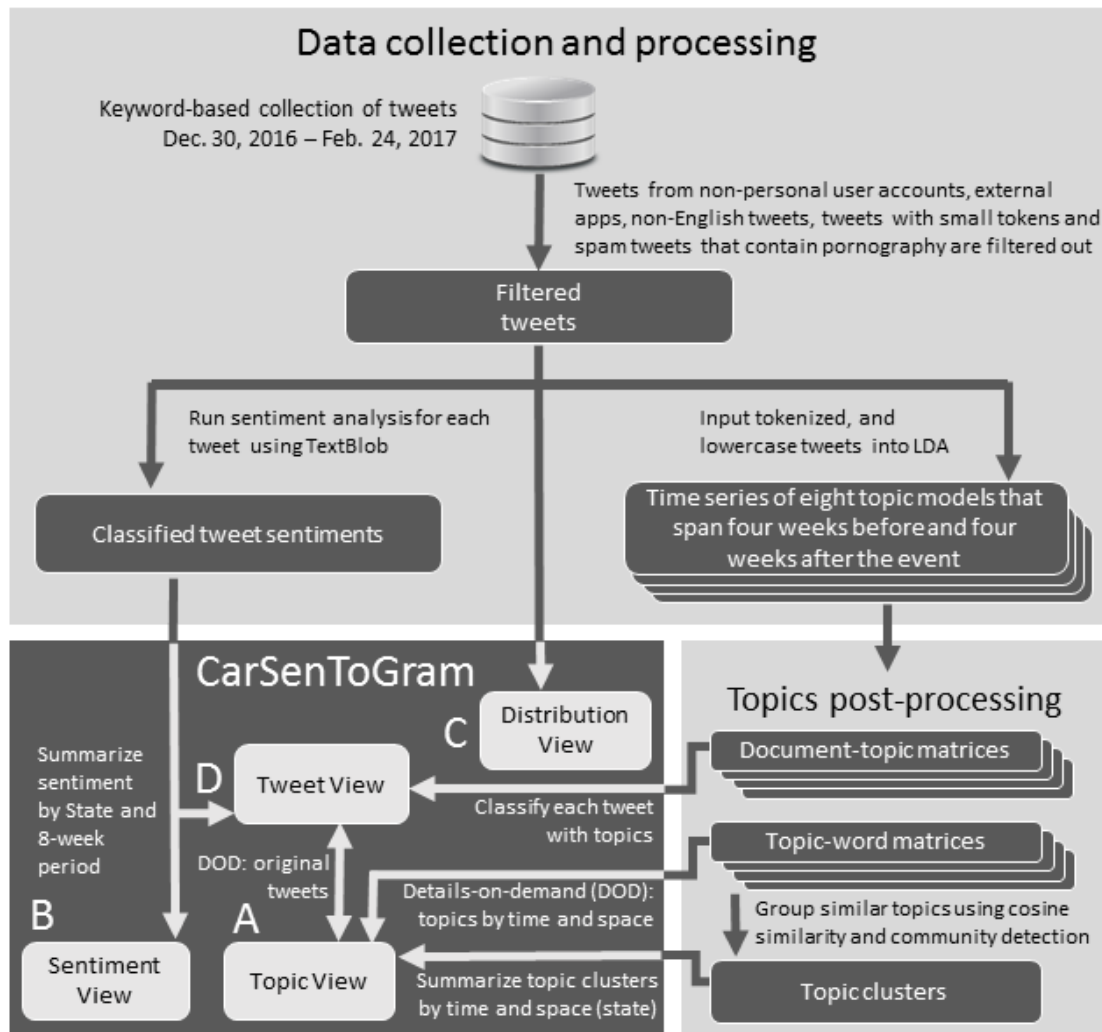 Data collection and processing
Keyword-based collection of tweets
Dec. 30, 2016 – Feb. 24, 2017
Tweets from non-personal user accounts, external
apps, non-English tweets, tweets with small tokens and
spam tweets that contain pornography are filtered out
Filtered
tweets
Run sentiment analysis for each
tweet using TextBlob
Input tokenized, and
lowercase tweets into LDA
Classified tweet sentiments
Time series of eight topic models that
span four weeks before and four
weeks after the event
CarSenToGram
C
Distribution
View
Summarize
sentiment
by State and
8-week
period
D
Tweet View
DOD: original
tweets
B
Sentiment
View
A
Topic View
Classify each tweet
with topics
Details-on-demand (DOD):
topics by time and space
Summarize topic clusters
by time and space (state)
Topics post-processing
Document-topic matrices
Topic-word matrices
Group similar topics using cosine
similarity and community detection
Topic clusters